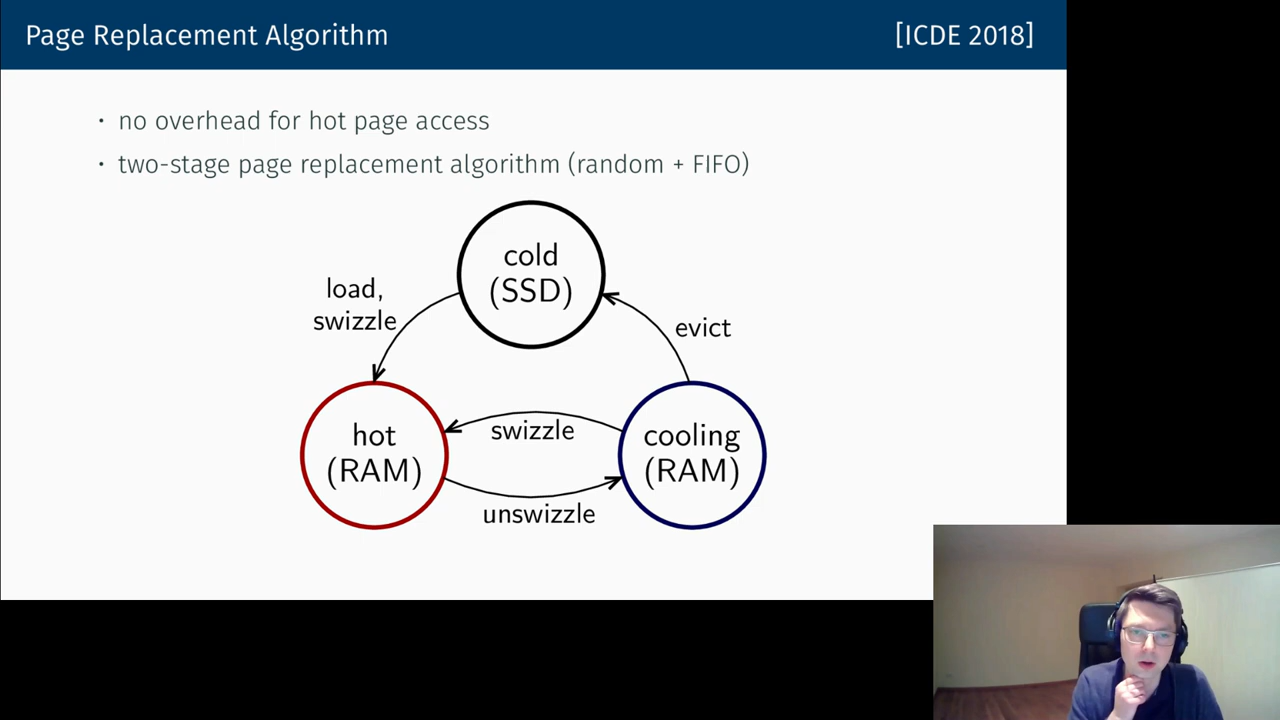 Page Replacement Algorithm [ICDE 2018]
• no overhead for hot page access
• two-stage page replacement algorithm (random + FIFO)
cold
(SSD)
load,
swizzle
evict
hot
(RAM)
swizzle
cooling
(RAM)
unswizzle